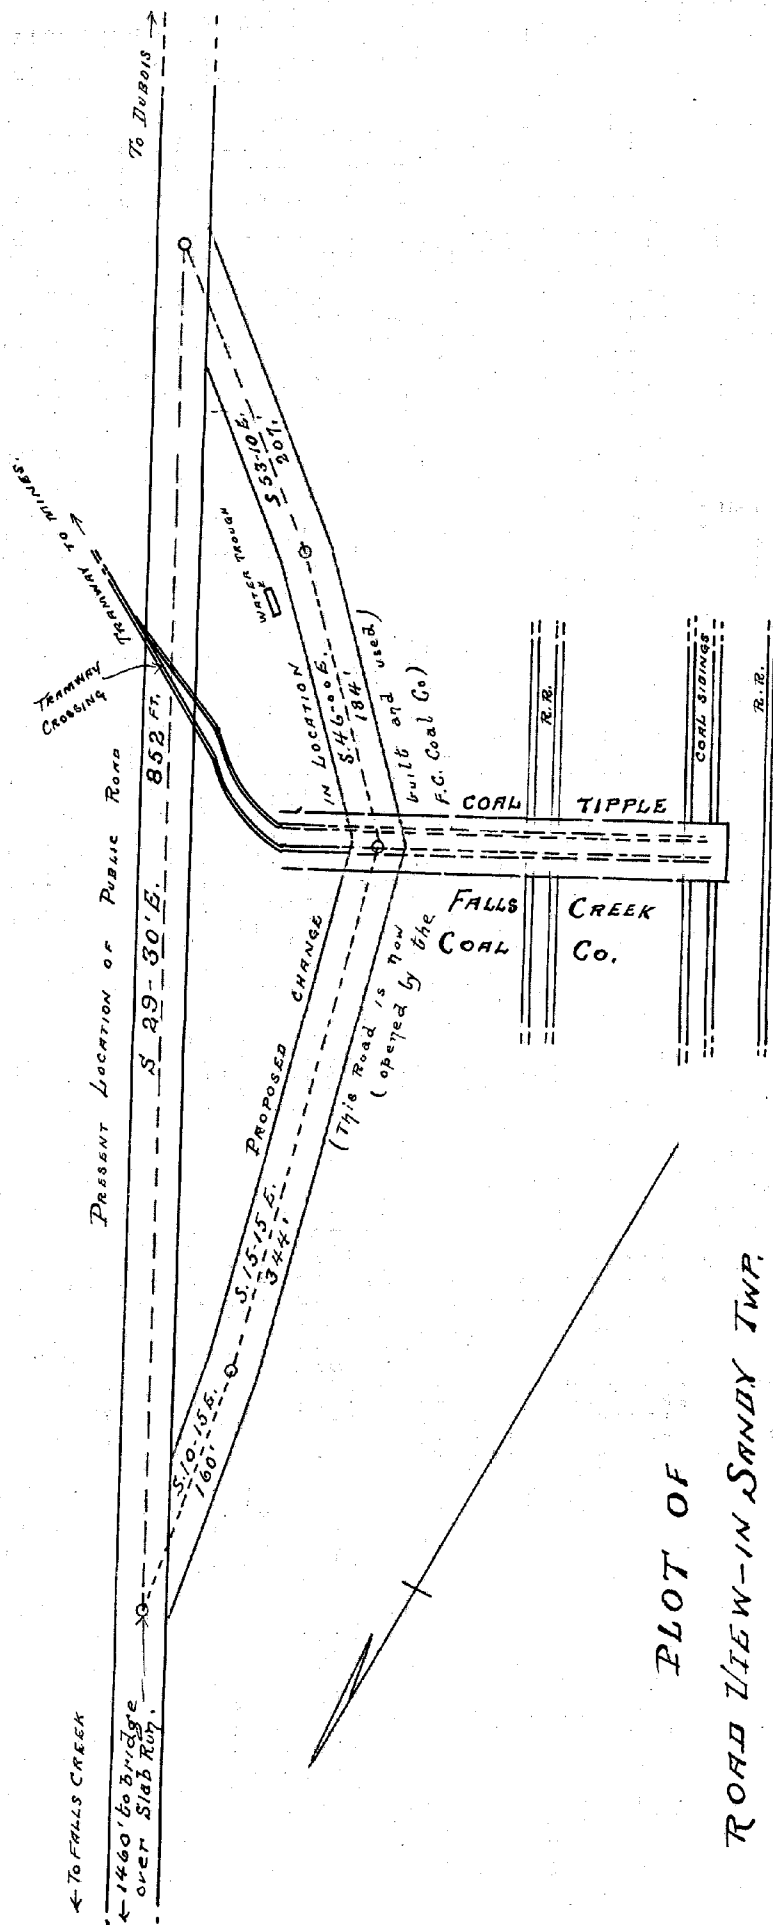 To DUBOIS →
TRAMWAY TO MINES. →
TRAMWAY
CROSSING
PRESENT LOCATION OF PUBLIC ROAD
S 29-30'E. 852 FT.
WATER TROUGH
S 53-10 E.
207'
IN LOCATION
S.46-00 E.
184'
PROPOSED CHANGE
S.15-15 E.
344'
S.10-15 E.
160'
(This Road is now built and used)
(opened by the F.C. Coal Co)
COAL TIPPLE
FALLS CREEK
COAL CO.
R.R.
COAL SIDINGS
R.R.
← To FALLS CREEK
← 1460' to bridge
over Slab Run.
PLOT OF
ROAD VIEW-IN SANDY TWP.